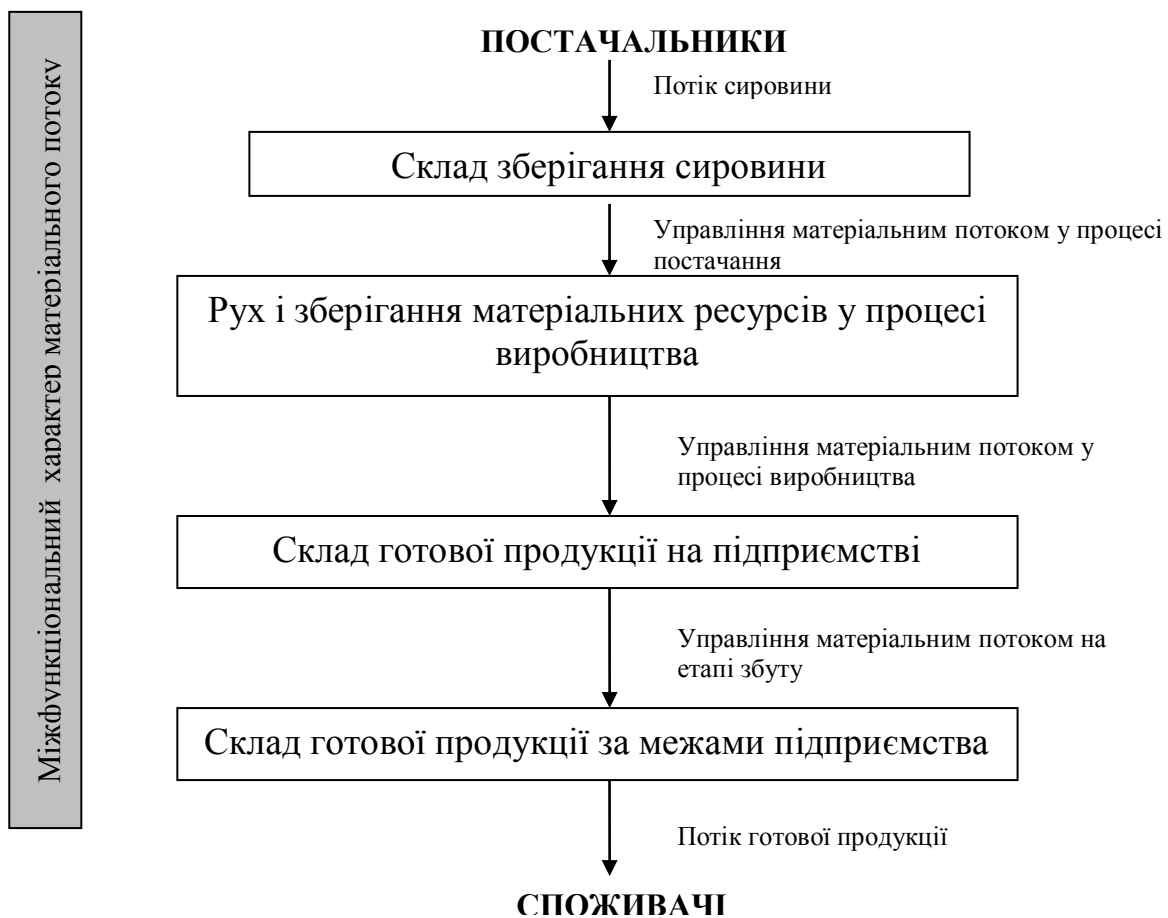 Міжфункціональний характер матеріального потоку
ПОСТАЧАЛЬНИКИ
Потік сировини
Склад зберігання сировини
Управління матеріальним потоком у процесі
постачання
Рух і зберігання матеріальних ресурсів у процесі
виробництва
Управління матеріальним потоком у
процесі виробництва
Склад готової продукції на підприємстві
Управління матеріальним потоком на
етапі збуту
Склад готової продукції за межами підприємства
Потік готової продукції
СПОЖИВАЧІ